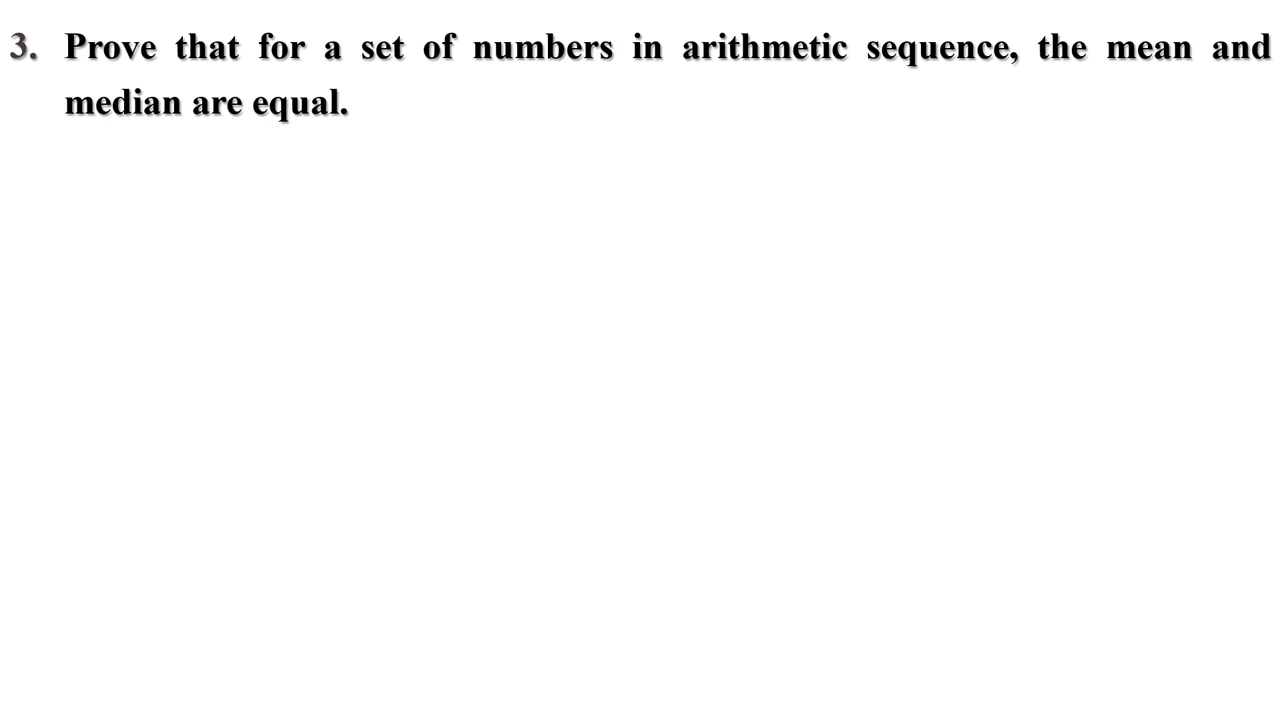 3. Prove that for a set of numbers in arithmetic sequence, the mean and
median are equal.